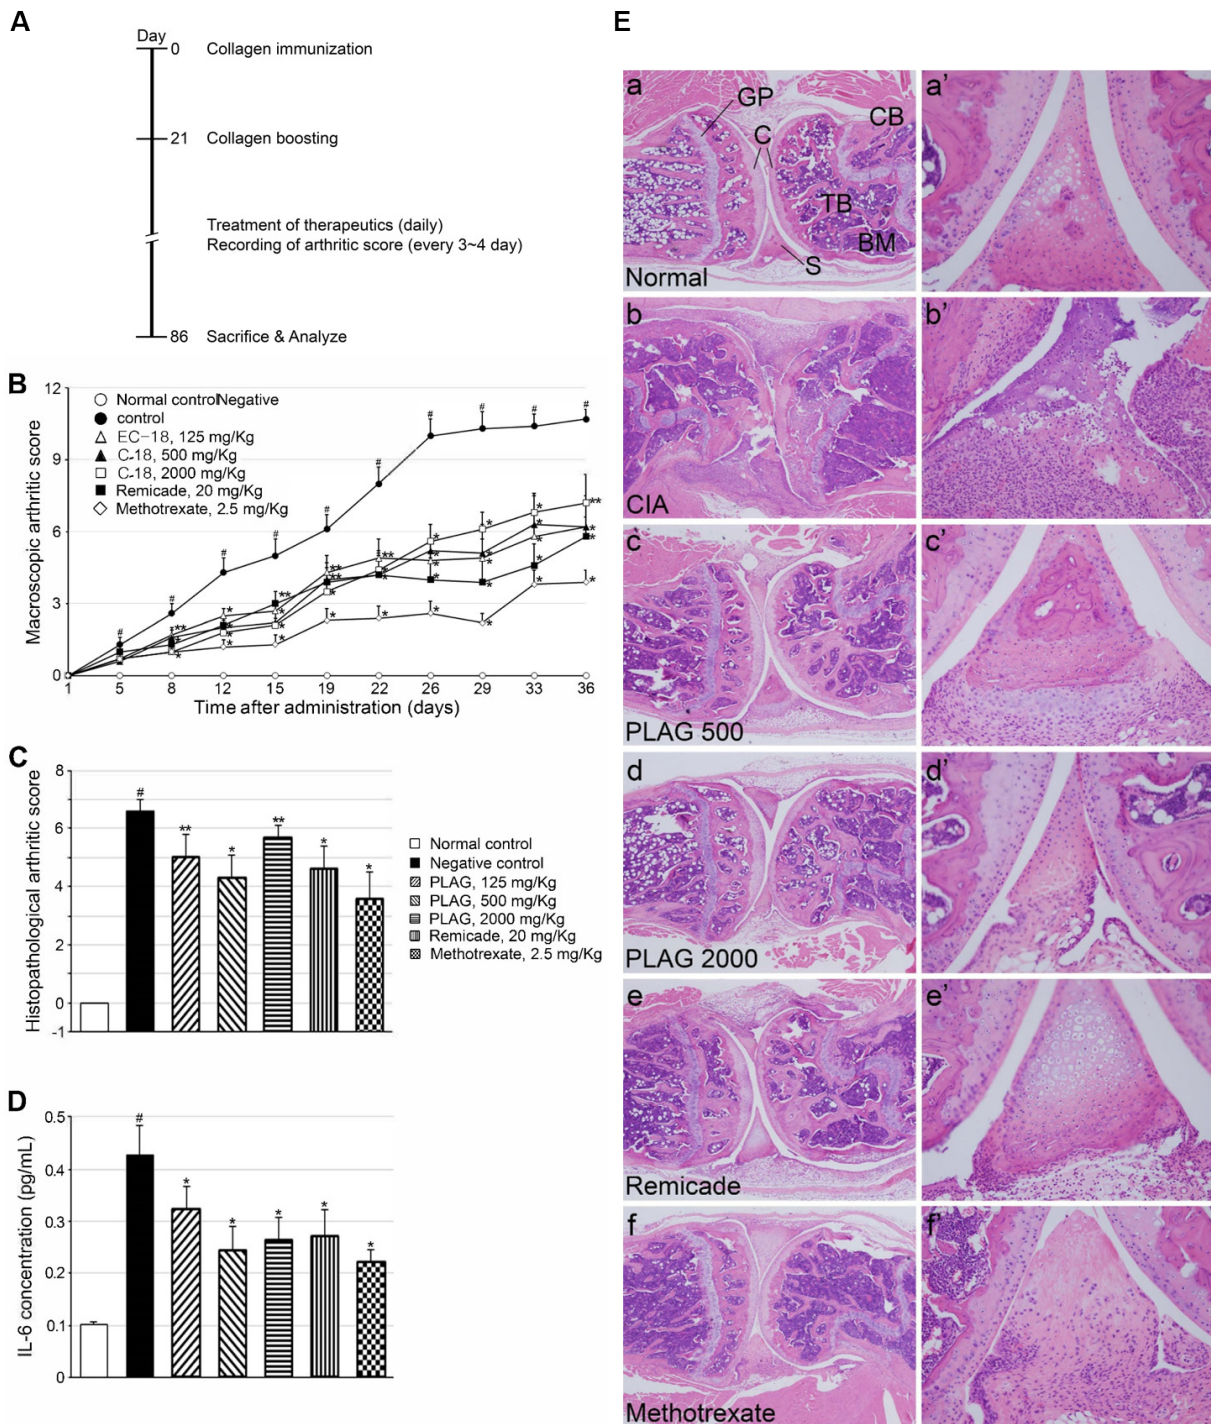 A
Day
0 Collagen immunization
21 Collagen boosting
Treatment of therapeutics (daily)
Recording of arthritic score (every 3~4 day)
86 Sacrifice & Analyze
B
Macroscopic arthritic score
12
9
6
3
0
Normal controlNegative
control
EC-18, 125 mg/Kg
C-18, 500 mg/Kg
C-18, 2000 mg/Kg
Remicade, 20 mg/Kg
Methotrexate, 2.5 mg/Kg
1 5 8 12 15 19 22 26 29 33 36
Time after administration (days)
C
Histopathological arthritic score
8
6
4
2
0
-1
# ** * ** * *
Normal control
Negative control
PLAG, 125 mg/Kg
PLAG, 500 mg/Kg
PLAG, 2000 mg/Kg
Remicade, 20 mg/Kg
Methotrexate, 2.5 mg/Kg
D
IL-6 concentration (pg/mL)
0.5
0.4
0.3
0.2
0.1
0
# * * * * *
E
a
GP
C
CB
TB
BM
S
Normal
a'
b
CIA
b'
c
PLAG 500
c'
d
PLAG 2000
d'
e
Remicade
e'
f
Methotrexate
f'